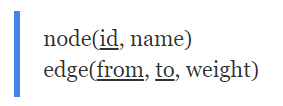 node(id, name)
edge(from, to, weight)